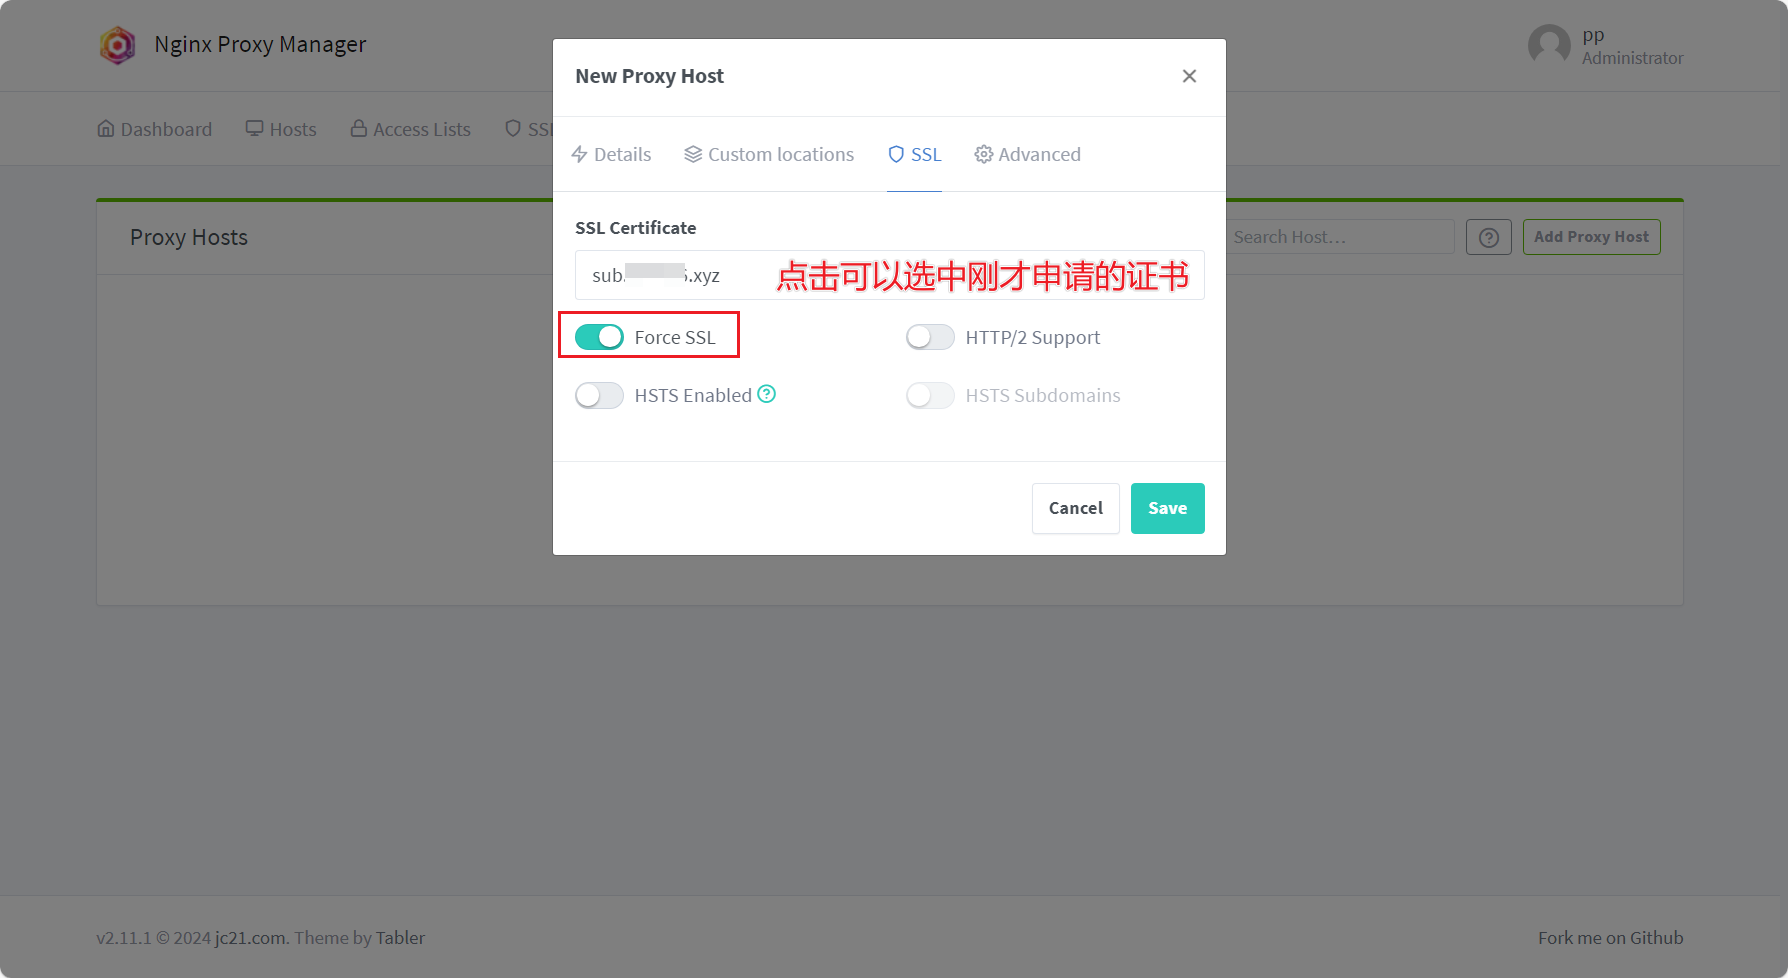 Nginx Proxy Manager
pp
Administrator
Dashboard Hosts Access Lists SSL
New Proxy Host
Details Custom locations SSL Advanced
Proxy Hosts
Search Host...
Add Proxy Host
SSL Certificate
sub. .xyz
点击可以选中刚才申请的证书
Force SSL
HTTP/2 Support
HSTS Enabled
HSTS Subdomains
Cancel
Save
v2.11.1 © 2024 jc21.com. Theme by Tabler
Fork me on Github